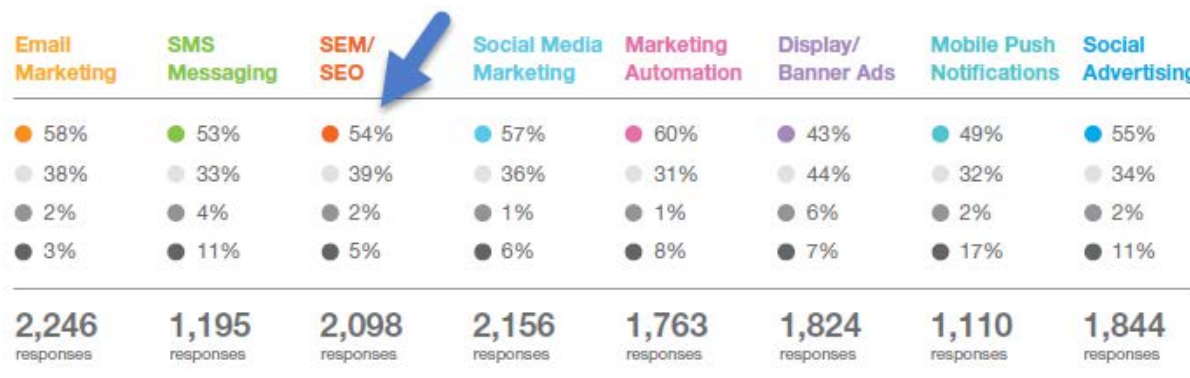 Email SMS SEM/ Social Media Marketing Display/ Mobile Push Social
Marketing Messaging SEO Marketing Automation Banner Ads Notifications Advertising
58% 53% 54% 57% 60% 43% 49% 55%
38% 33% 39% 36% 31% 44% 32% 34%
2% 4% 2% 1% 1% 6% 2% 2%
3% 11% 5% 6% 8% 7% 17% 11%
2,246 1,195 2,098 2,156 1,763 1,824 1,110 1,844
responses responses responses responses responses responses responses responses